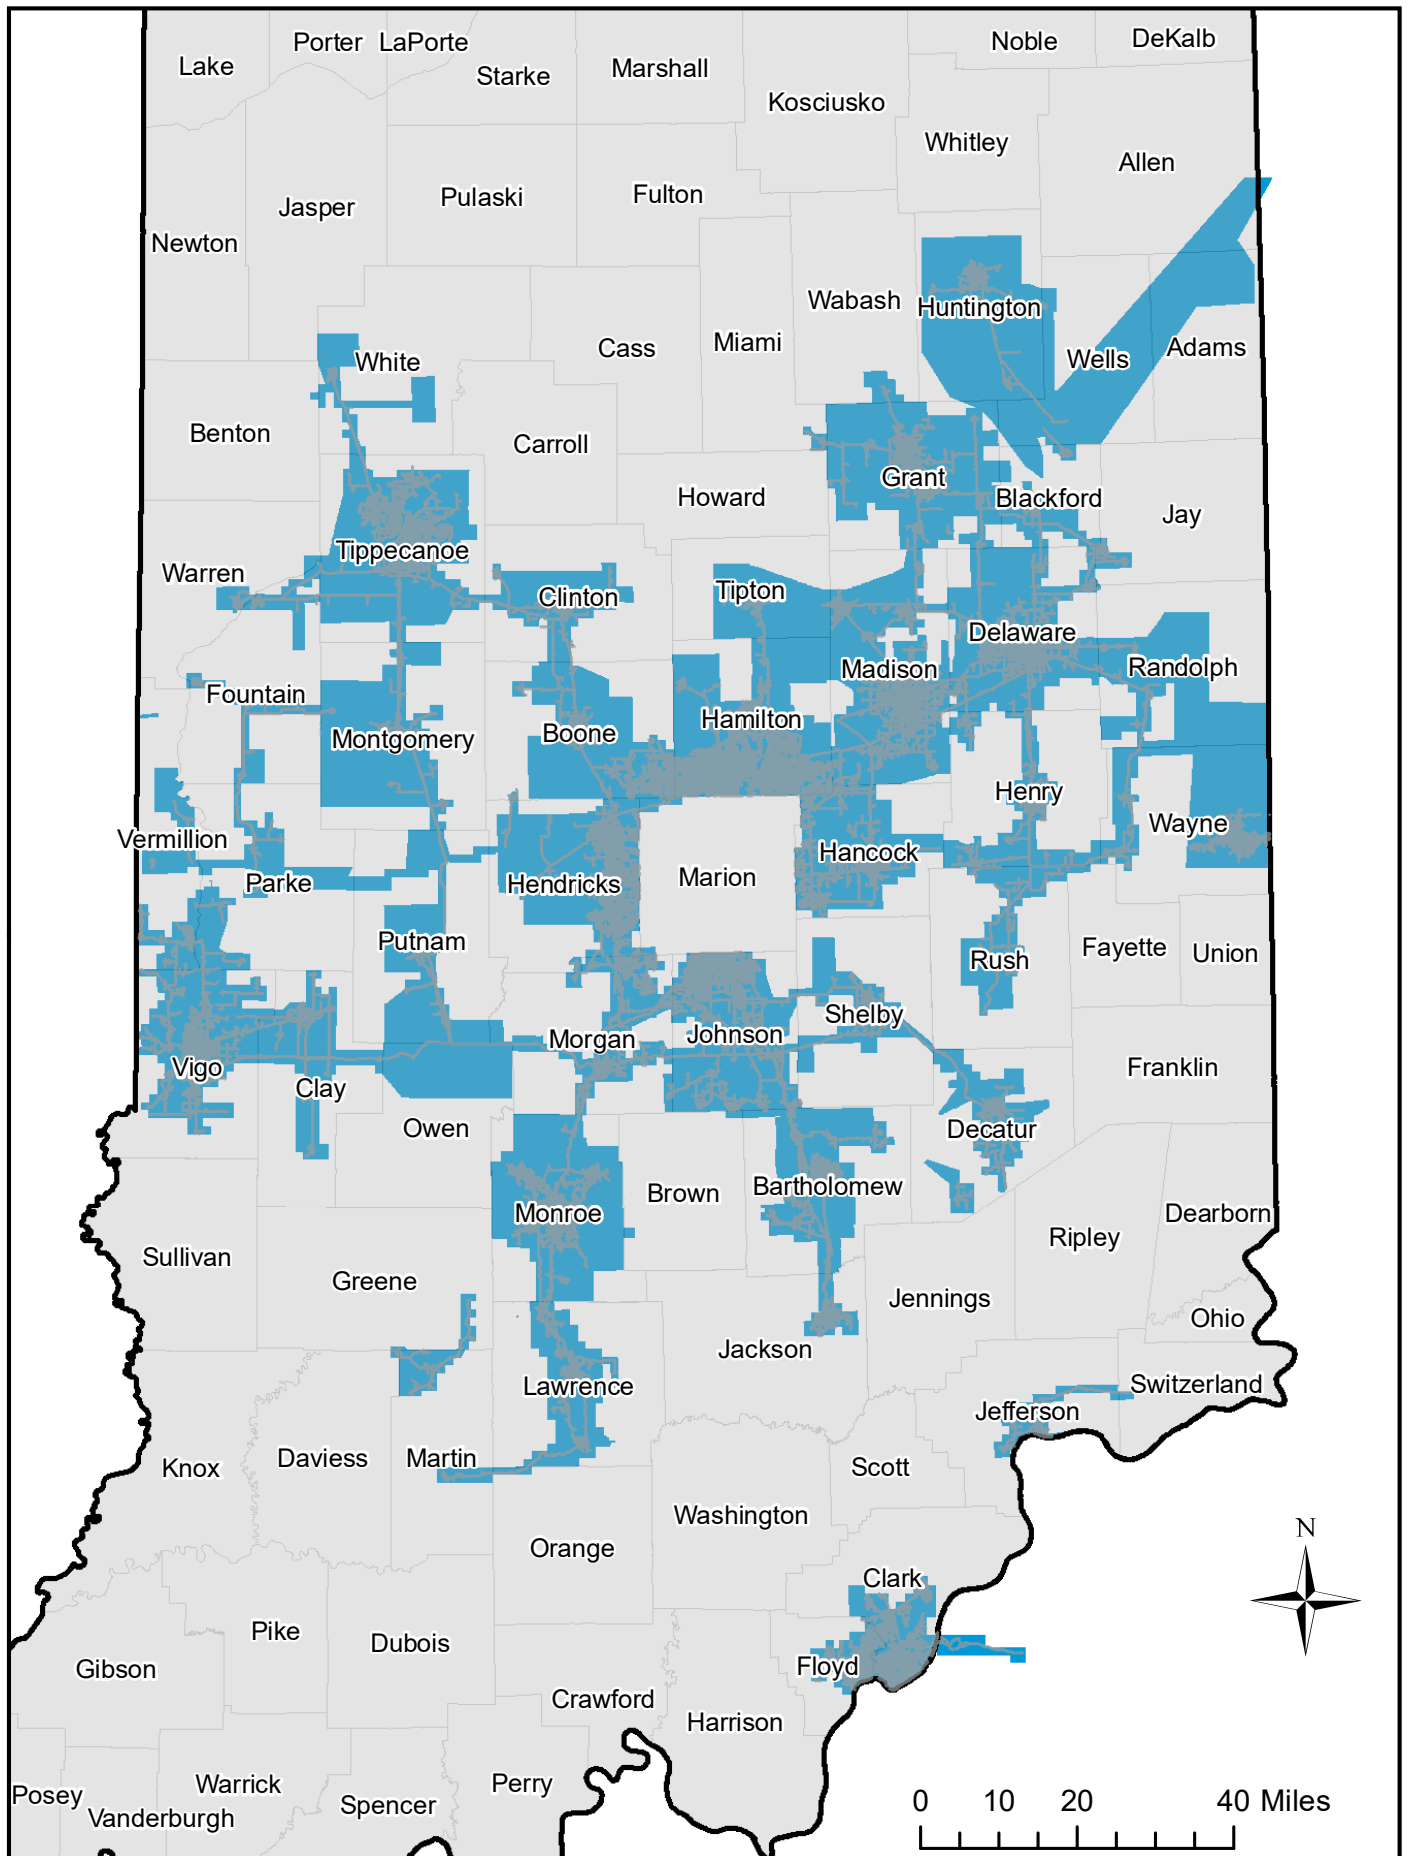 Porter LaPorte
Lake
Starke
Marshall
Noble
DeKalb
Kosciusko
Whitley
Allen
Jasper
Pulaski
Fulton
Newton
Wabash
Huntington
White
Cass
Miami
Wells
Adams
Benton
Carroll
Howard
Grant
Blackford
Jay
Tippecanoe
Warren
Clinton
Tipton
Delaware
Madison
Randolph
Fountain
Montgomery
Boone
Hamilton
Henry
Wayne
Vermillion
Parke
Hendricks
Marion
Hancock
Putnam
Rush
Fayette
Union
Morgan
Johnson
Shelby
Vigo
Clay
Franklin
Owen
Decatur
Monroe
Brown
Bartholomew
Dearborn
Ripley
Sullivan
Greene
Jennings
Ohio
Jackson
Lawrence
Switzerland
Jefferson
Knox
Daviess
Martin
Scott
Washington
Orange
N
Clark
Pike
Dubois
Gibson
Floyd
Crawford
Harrison
Posey
Warrick
Vanderburgh
Spencer
Perry
0 10 20 40 Miles